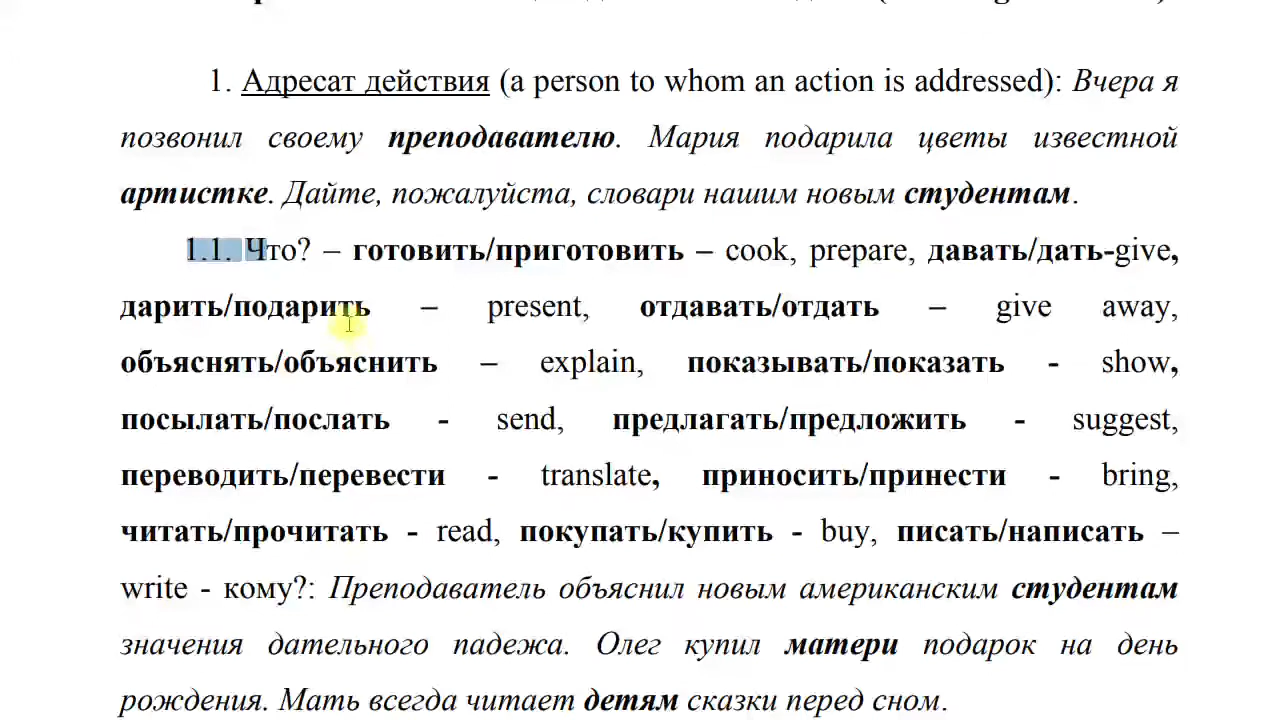 1. Адресат действия (a person to whom an action is addressed): Вчера я
позвонил своему преподавателю. Мария подарила цветы известной
артистке. Дайте, пожалуйста, словари нашим новым студентам.
1.1. Что? – готовить/приготовить – cook, prepare, давать/дать-give,
дарить/подарить – present, отдавать/отдать – give away,
объяснять/объяснить – explain, показывать/показать - show,
посылать/послать - send, предлагать/предложить - suggest,
переводить/перевести - translate, приносить/принести - bring,
читать/прочитать - read, покупать/купить - buy, писать/написать –
write - кому?: Преподаватель объяснил новым американским студентам
значения дательного падежа. Олег купил матери подарок на день
рождения. Мать всегда читает детям сказки перед сном.